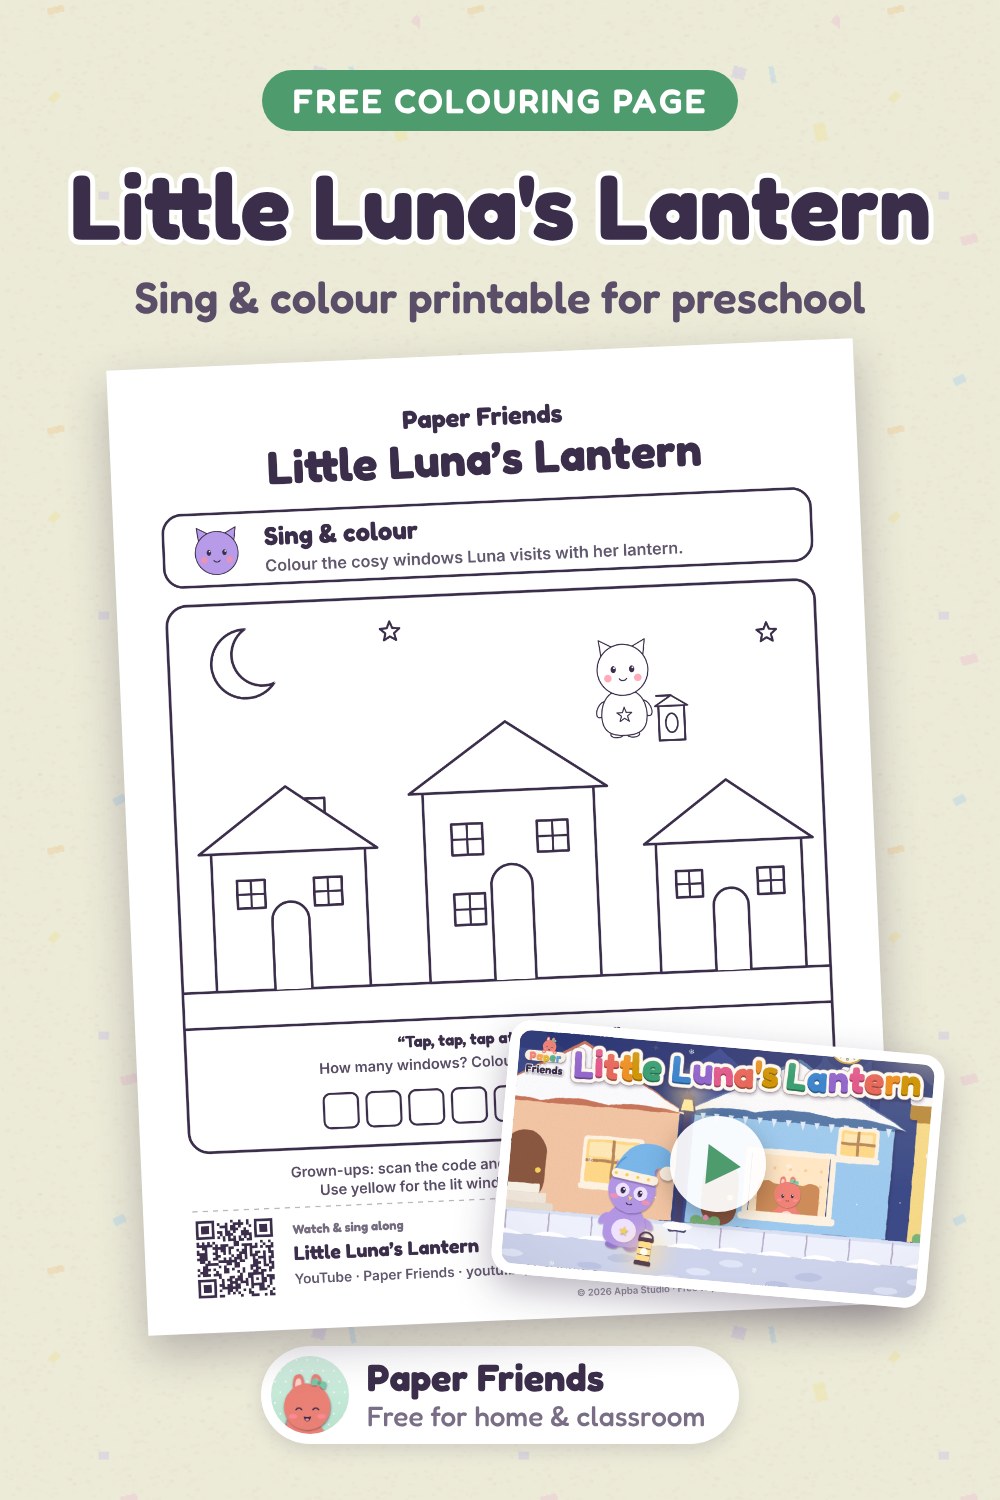 FREE COLOURING PAGE
Little Luna's Lantern
Sing & colour printable for preschool
Paper Friends
Little Luna’s Lantern
Sing & colour
Colour the cosy windows Luna visits with her lantern.
“Tap, tap, tap at
How many windows?
Paper Friends
Little Luna's Lantern
Grown-ups: scan the code and
Use yellow for the lit
Watch & sing along
Little Luna’s Lantern
YouTube · Paper Friends ·
© 2026 Apba Studio ·
Paper Friends
Free for home & classroom